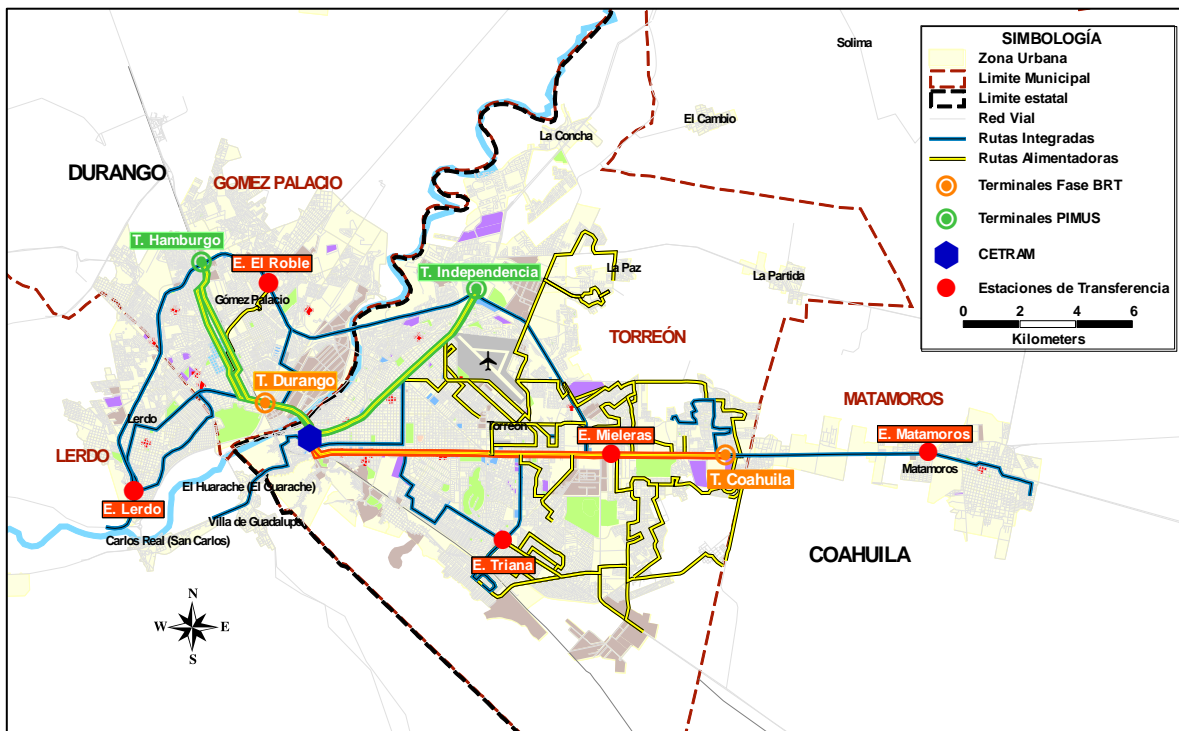 SIMBOLOGÍA
Zona Urbana
Limite Municipal
Limite estatal
Red Vial
Rutas Integradas
Rutas Alimentadoras
Terminales Fase BRT
Terminales PIMUS
CETRAM
Estaciones de Transferencia
0 2 4 6
Kilometers
Solima
El Cambio
La Concha
DURANGO
GOMEZ PALACIO
T. Hamburgo
E. El Roble
T. Independencia
La Paz
La Partida
Gómez Palacio
TORREÓN
T. Durango
MATAMOROS
Lerdo
Torreón
E. Mieleras
E. Matamoros
LERDO
Matamoros
T. Coahuila
El Huarache (El Guarache)
E. Lerdo
Villa de Guadalupe
Carlos Real (San Carlos)
E. Triana
COAHUILA
N
W E
S